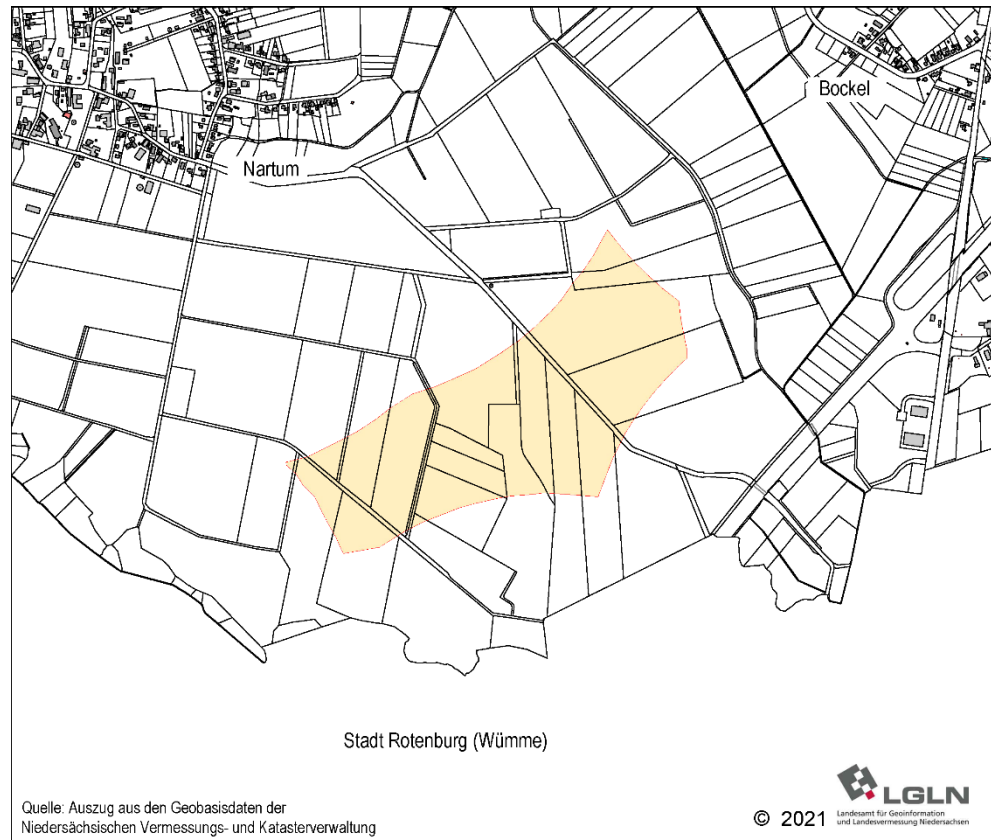 Bockel
Nartum
Stadt Rotenburg (Wümme)
Quelle: Auszug aus den Geobasisdaten der
Niedersächsischen Vermessungs- und Katasterverwaltung
© 2021
LGLN
Landesamt für Geoinformation
und Landesvermessung Niedersachsen